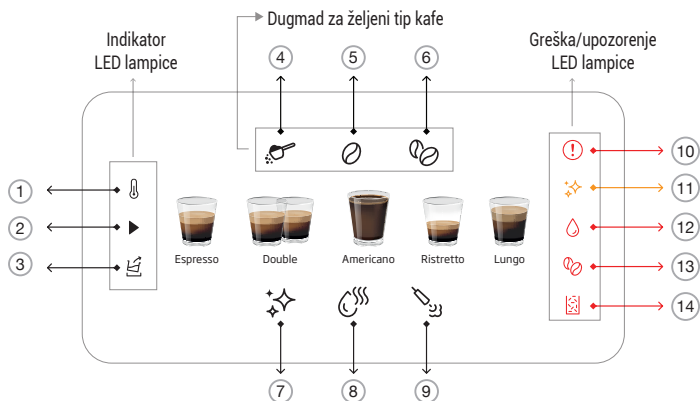 Dugmad za željeni tip kafe
Indikator
LED lampice
Greška/upozorenje
LED lampice
4
5
6
1
2
3
10
11
12
13
14
Espresso
Double
Americano
Ristretto
Lungo
7
8
9